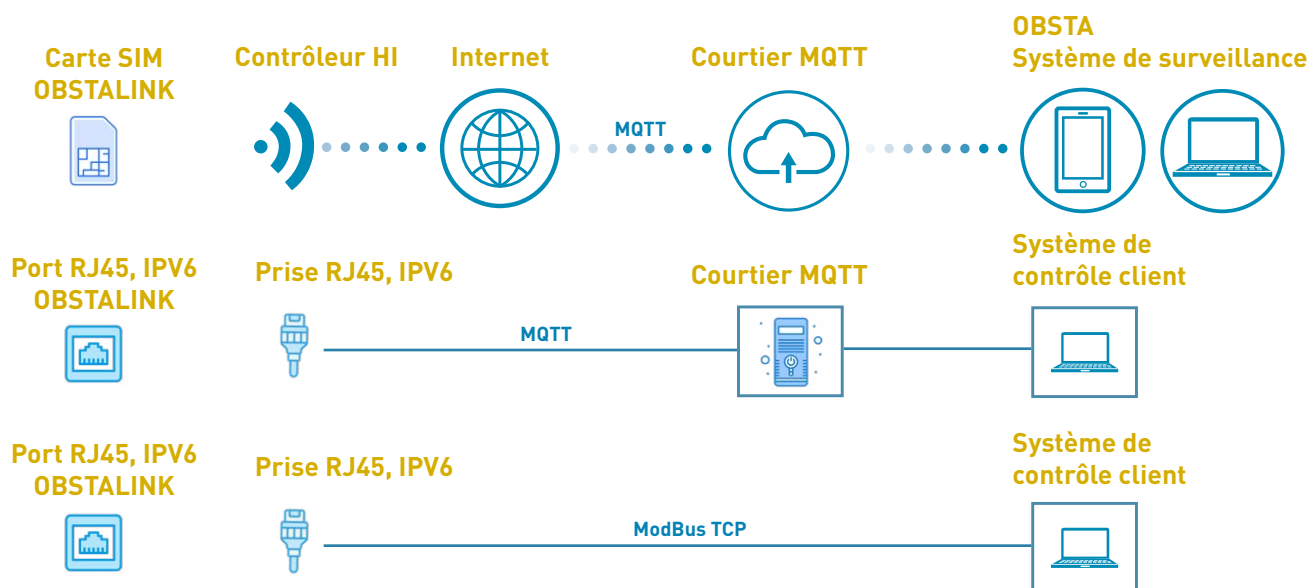 Carte SIM
OBSTALINK
Contrôleur HI
Internet
MQTT
Courtier MQTT
OBSTA
Système de surveillance
Port RJ45, IPV6
OBSTALINK
Prise RJ45, IPV6
MQTT
Courtier MQTT
Système de
contrôle client
Port RJ45, IPV6
OBSTALINK
Prise RJ45, IPV6
ModBus TCP
Système de
contrôle client